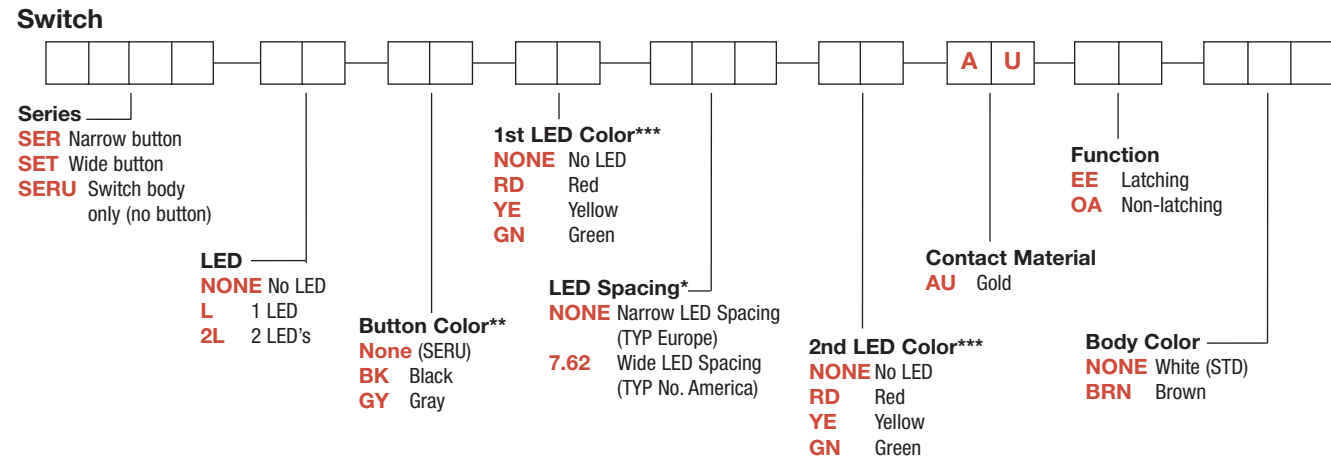 Switch
A U
Series
SER Narrow button
SET Wide button
SERU Switch body
only (no button)
LED
NONE No LED
L 1 LED
2L 2 LED's
Button Color**
None (SERU)
BK Black
GY Gray
1st LED Color***
NONE No LED
RD Red
YE Yellow
GN Green
LED Spacing*
NONE Narrow LED Spacing
(TYP Europe)
7.62 Wide LED Spacing
(TYP No. America)
2nd LED Color***
NONE No LED
RD Red
YE Yellow
GN Green
Contact Material
AU Gold
Function
EE Latching
OA Non-latching
Body Color
NONE White (STD)
BRN Brown